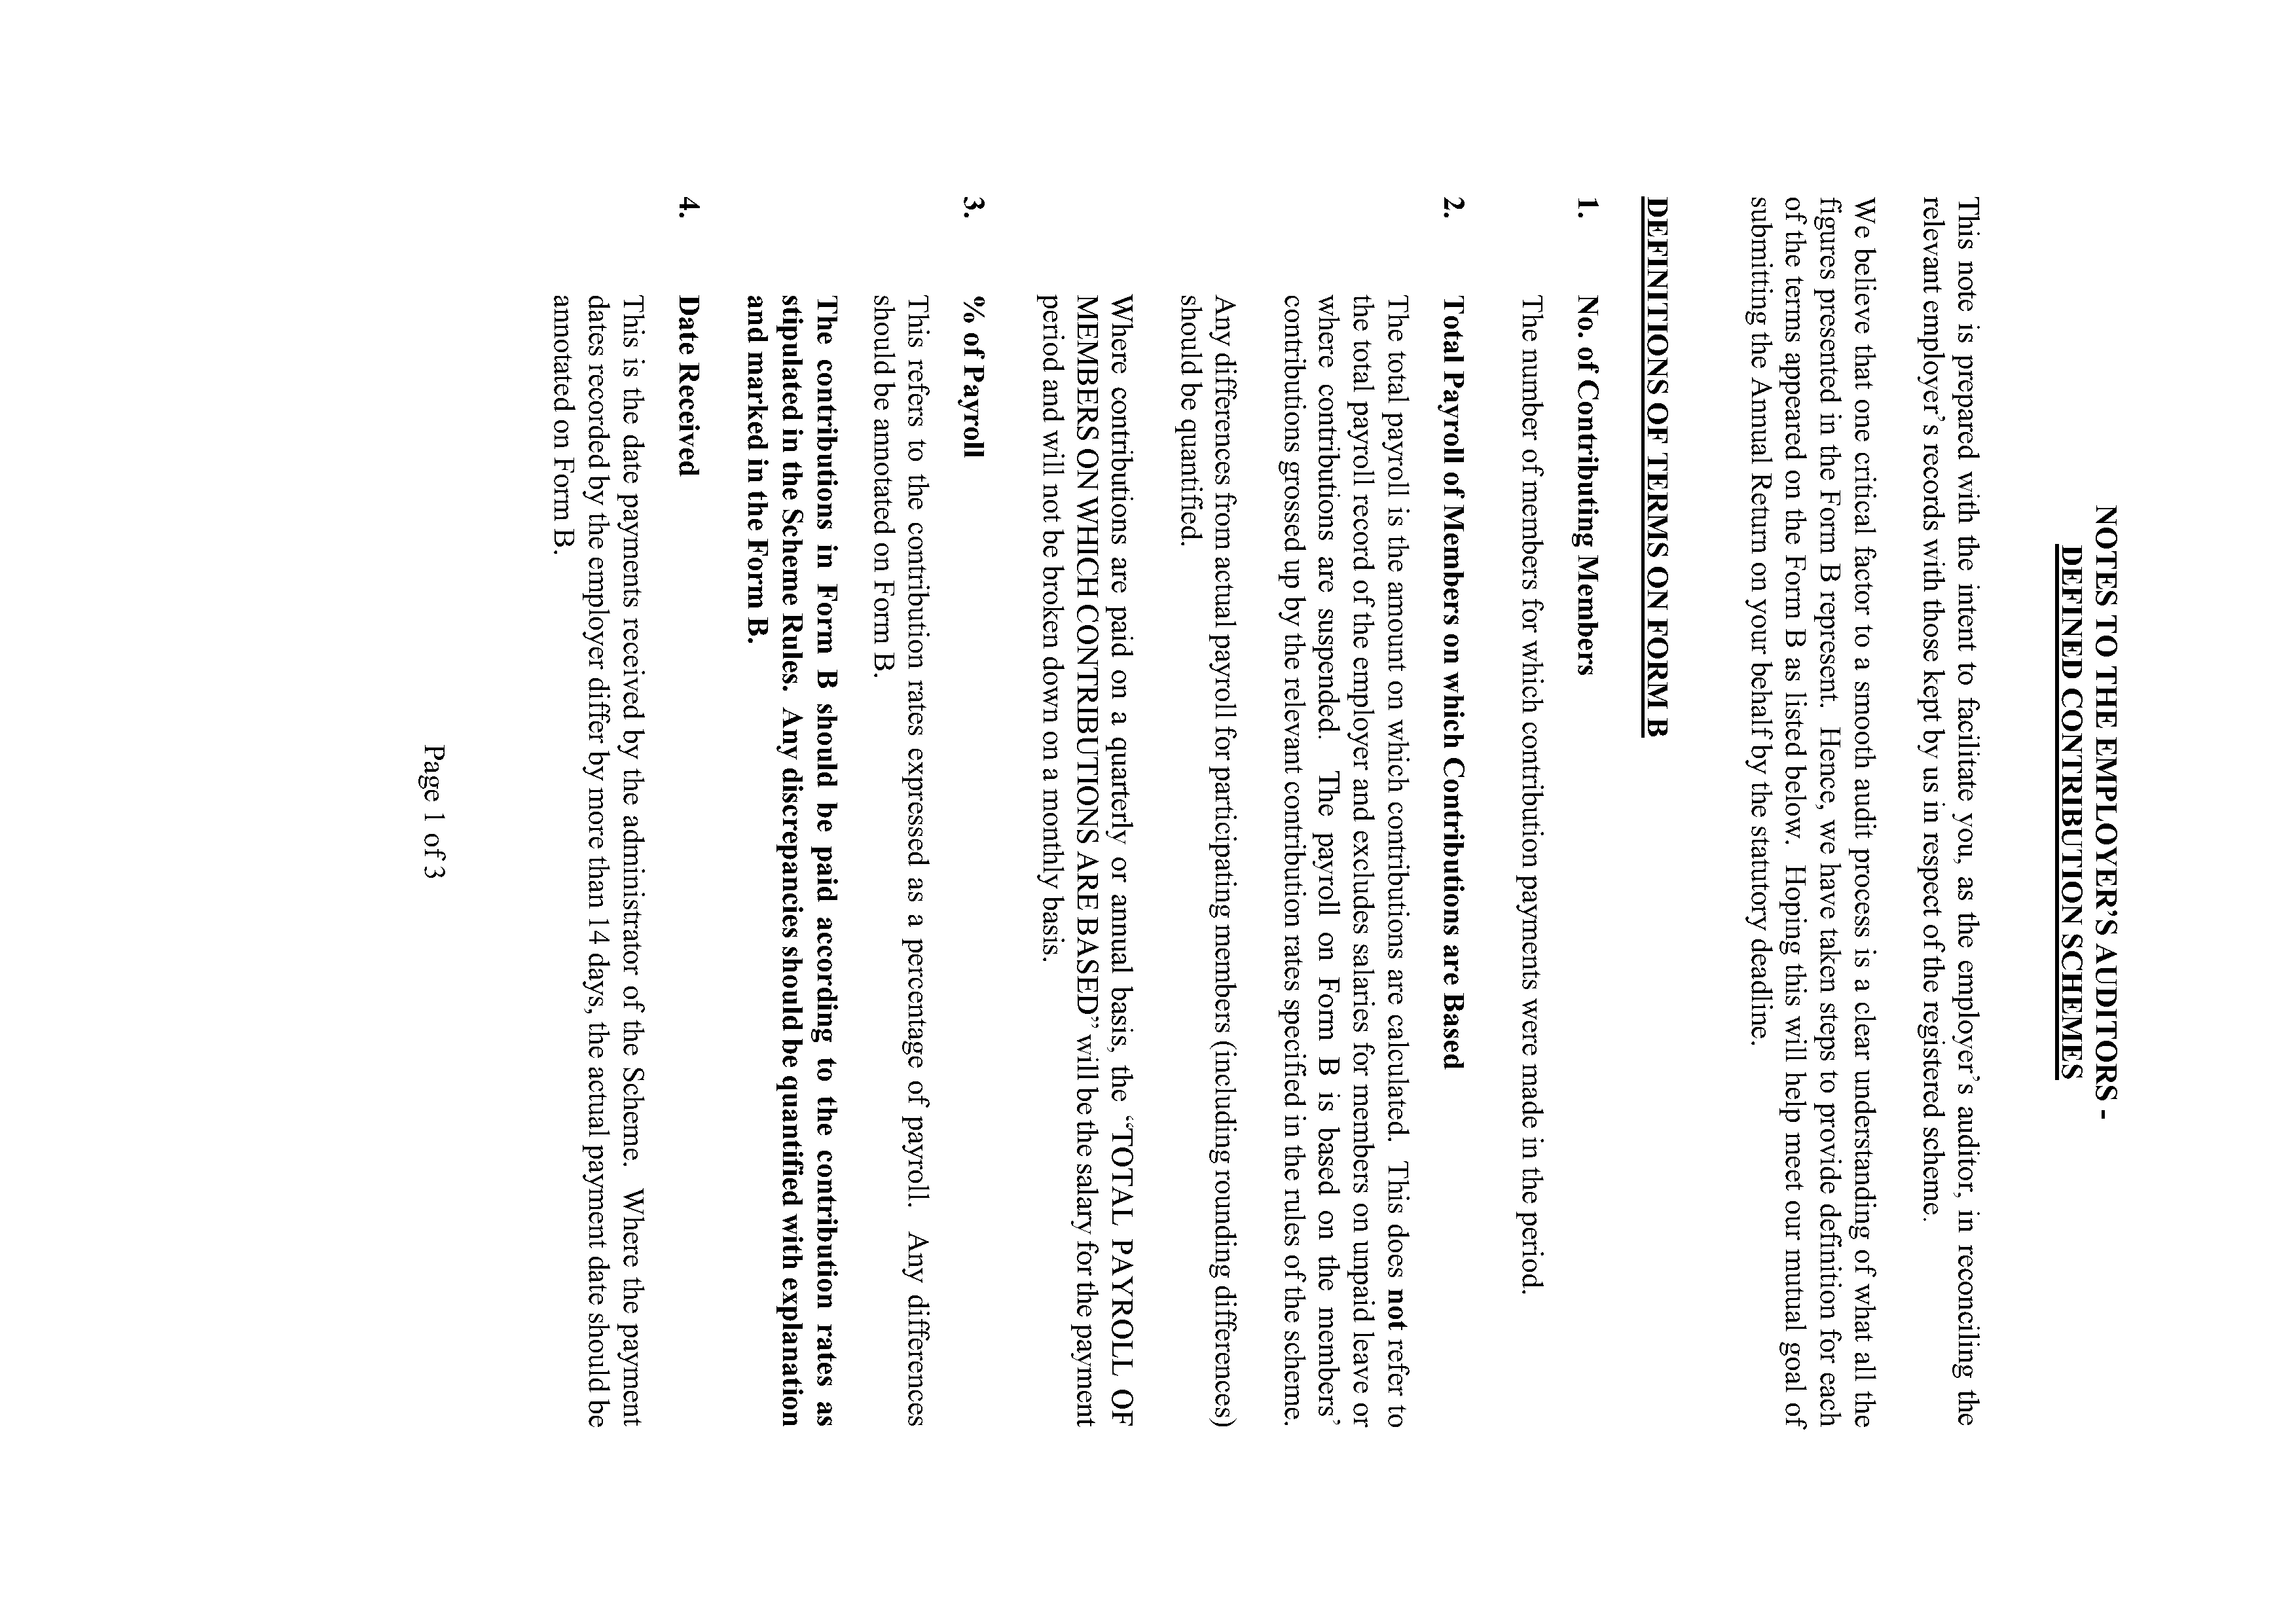 NOTES TO THE EMPLOYER’S AUDITORS -
DEFINED CONTRIBUTION SCHEMES
This note is prepared with the intent to facilitate you, as the employer’s auditor, in reconciling the
relevant employer’s records with those kept by us in respect of the registered scheme.
We believe that one critical factor to a smooth audit process is a clear understanding of what all the
figures presented in the Form B represent. Hence, we have taken steps to provide definition for each
of the terms appeared on the Form B as listed below. Hoping this will help meet our mutual goal of
submitting the Annual Return on your behalf by the statutory deadline.
DEFINITIONS OF TERMS ON FORM B
1. No. of Contributing Members
The number of members for which contribution payments were made in the period.
2. Total Payroll of Members on which Contributions are Based
The total payroll is the amount on which contributions are calculated. This does not refer to
the total payroll record of the employer and excludes salaries for members on unpaid leave or
where contributions are suspended. The payroll on Form B is based on the members’
contributions grossed up by the relevant contribution rates specified in the rules of the scheme.
Any differences from actual payroll for participating members (including rounding differences)
should be quantified.
Where contributions are paid on a quarterly or annual basis, the “TOTAL PAYROLL OF
MEMBERS ON WHICH CONTRIBUTIONS ARE BASED” will be the salary for the payment
period and will not be broken down on a monthly basis.
3. % of Payroll
This refers to the contribution rates expressed as a percentage of payroll. Any differences
should be annotated on Form B.
The contributions in Form B should be paid according to the contribution rates as
stipulated in the Scheme Rules. Any discrepancies should be quantified with explanation
and marked in the Form B.
4. Date Received
This is the date payments received by the administrator of the Scheme. Where the payment
dates recorded by the employer differ by more than 14 days, the actual payment date should be
annotated on Form B.
Page 1 of 3